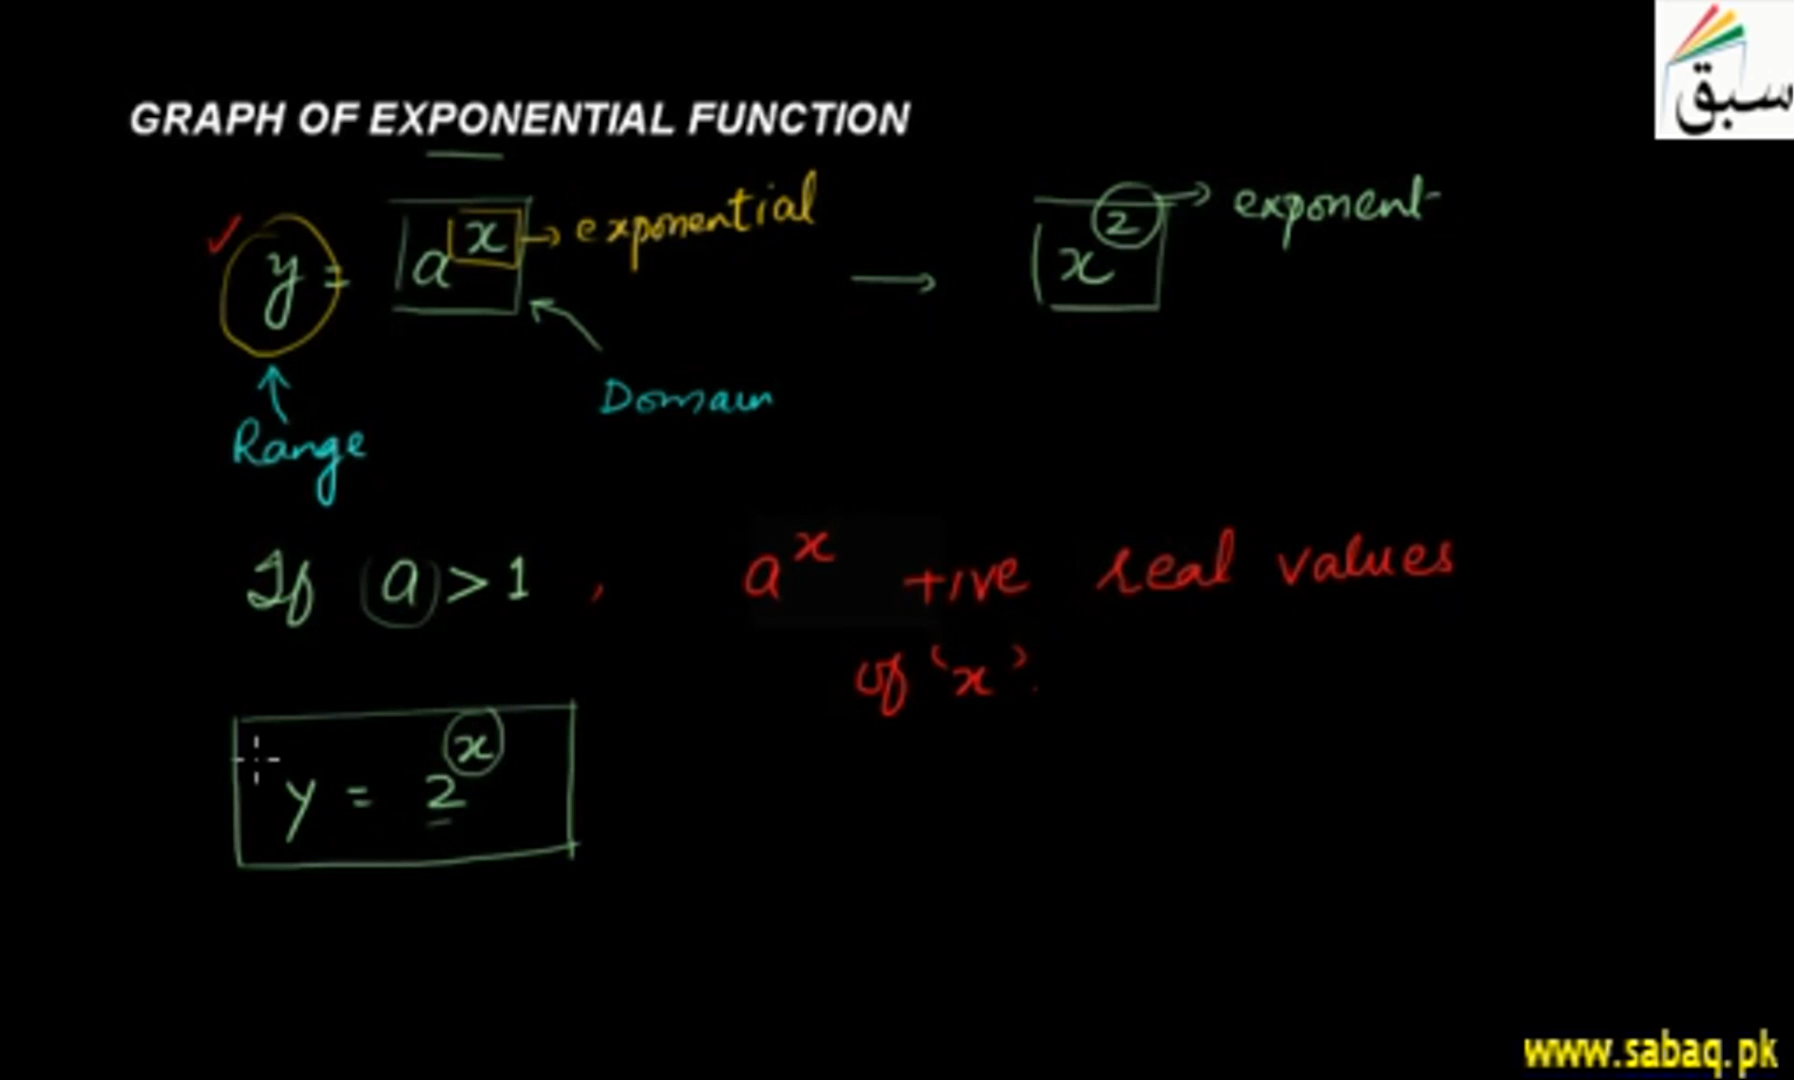 سبق
GRAPH OF EXPONENTIAL FUNCTION
y = a^x → exponential → x^2 → exponent
Domain
Range
If a > 1 , a^x +ive real values
of 'x'.
y = 2^x
www.sabaq.pk